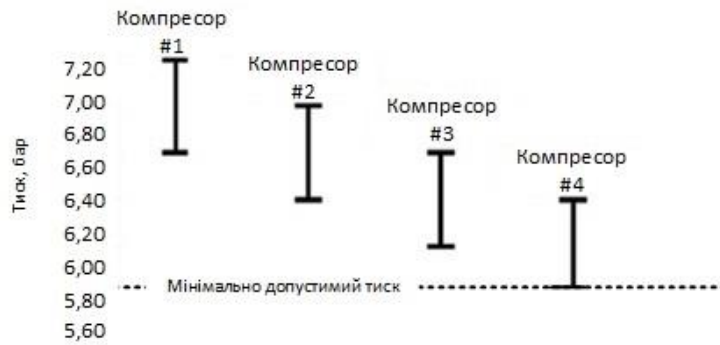 Компресор
#1
Компресор
#2
Компресор
#3
Компресор
#4
Тиск, бар
7,20
7,00
6,80
6,60
6,40
6,20
6,00
5,80
5,60
Мінімально допустимий тиск